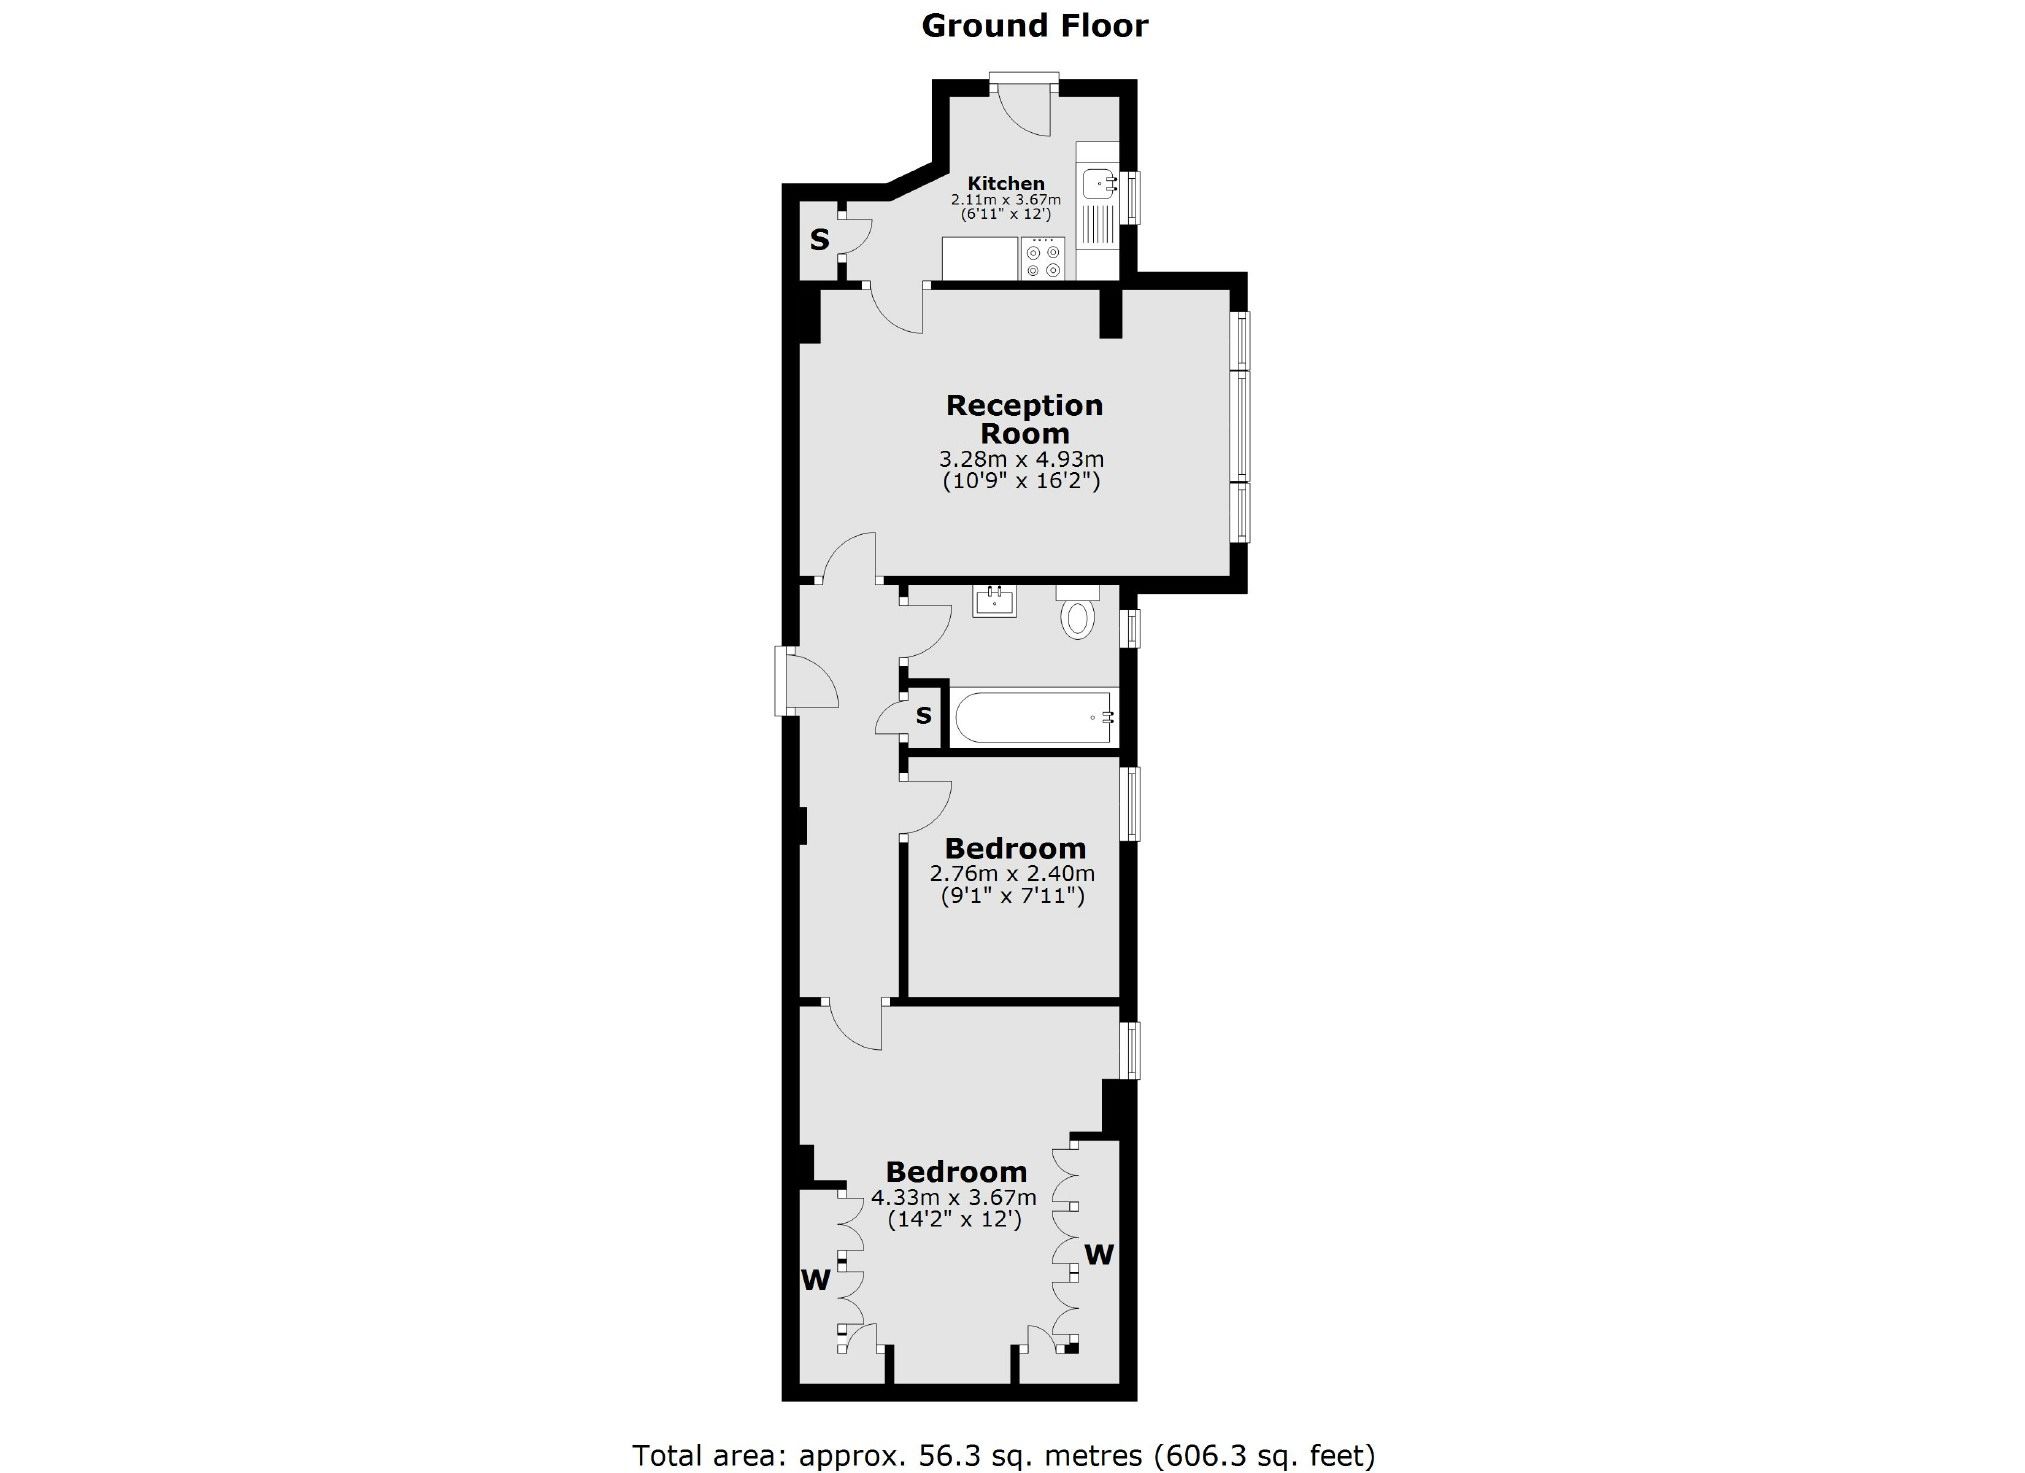 Ground Floor
Kitchen
2.11m x 3.67m
(6'11" x 12')
S
Reception
Room
3.28m x 4.93m
(10'9" x 16'2")
S
Bedroom
2.76m x 2.40m
(9'1" x 7'11")
Bedroom
4.33m x 3.67m
(14'2" x 12')
W
W
Total area: approx. 56.3 sq. metres (606.3 sq. feet)